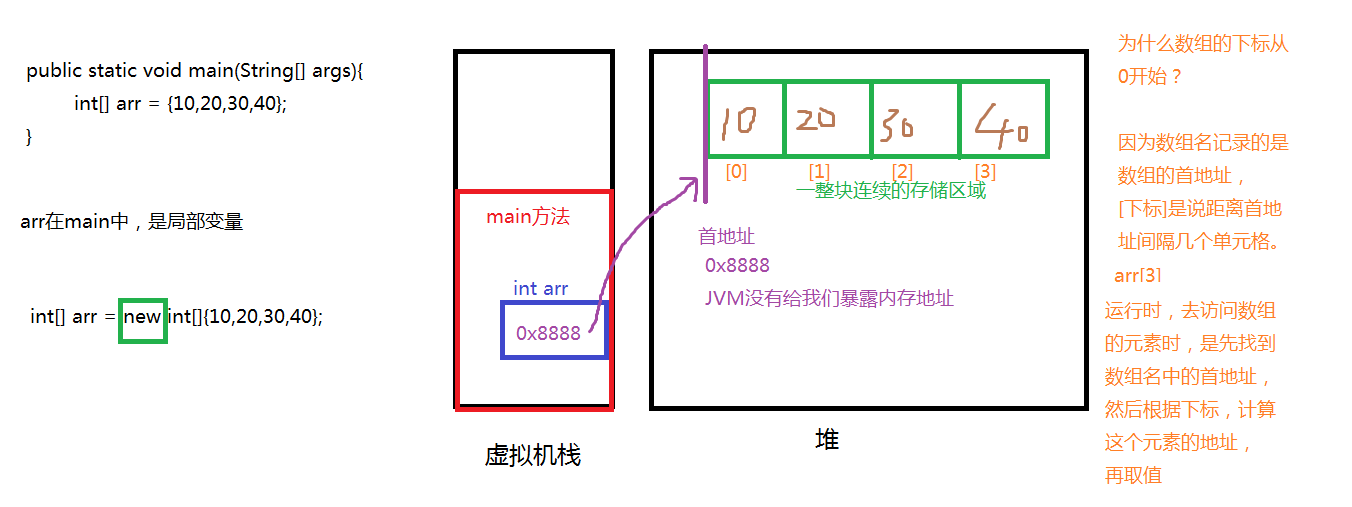 public static void main(String[] args){
int[] arr = {10,20,30,40};
}
arr在main中，是局部变量
int[] arr = new int[]{10,20,30,40};
main方法
int arr
0x8888
虚拟机栈
10 20 30 40
[0] [1] [2] [3]
一整块连续的存储区域
首地址
0x8888
JVM没有给我们暴露内存地址
堆
为什么数组的下标从
0开始？
因为数组名记录的是
数组的首地址，
[下标]是说距离首地
址间隔几个单元格。
arr[3]
运行时，去访问数组
的元素时，是先找到
数组名中的首地址，
然后根据下标，计算
这个元素的地址，
再取值